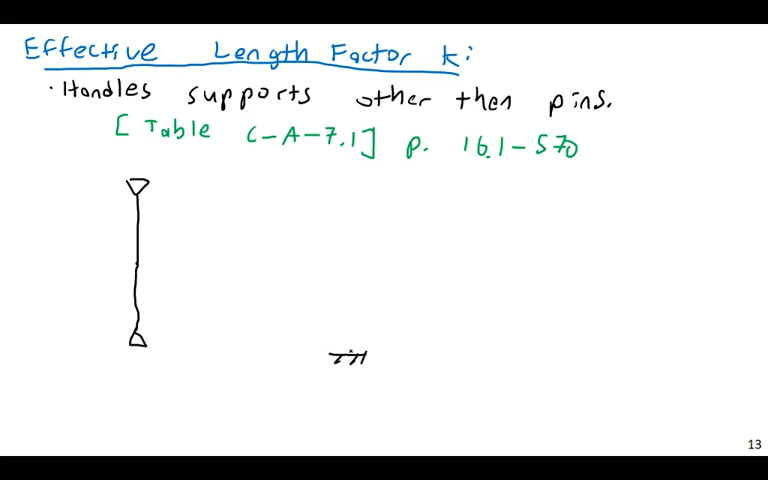 Effective Length Factor k:
· Handles supports other then pins.
[ Table C-A-7.1] p. 16.1-570
13